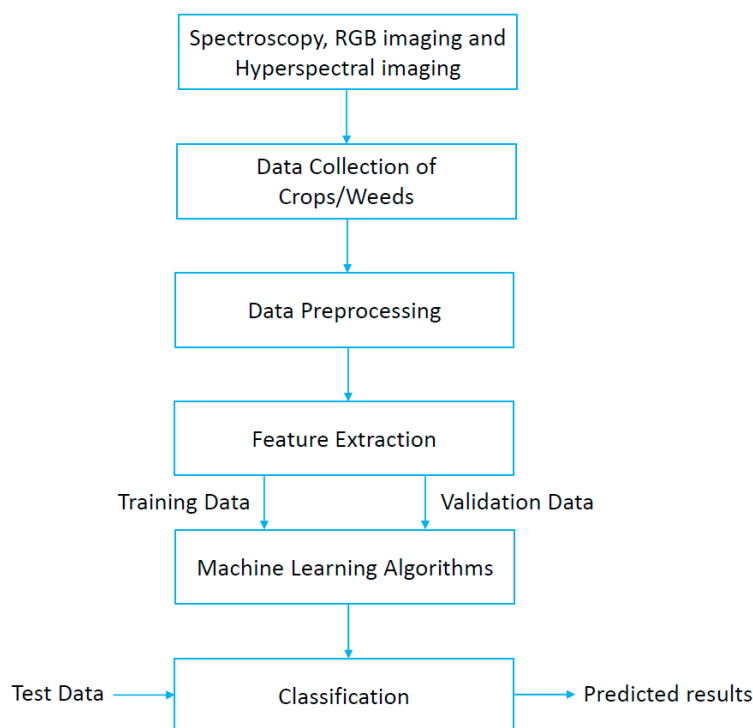 Spectroscopy, RGB imaging and
Hyperspectral imaging
Data Collection of
Crops/Weeds
Data Preprocessing
Feature Extraction
Training Data
Validation Data
Machine Learning Algorithms
Test Data
Classification
Predicted results